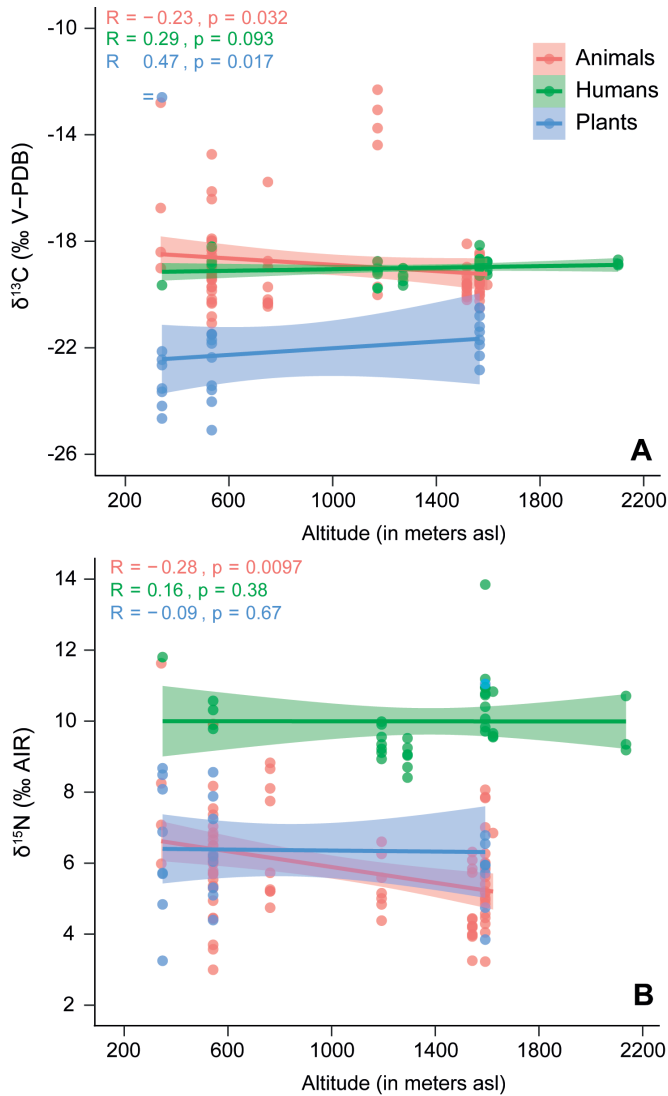 R = −0.23 , p = 0.032
R = 0.29 , p = 0.093
R 0.47 , p = 0.017
=
Animals
Humans
Plants
-10
-14
-18
-22
-26
δ¹³C (‰ V−PDB)
A
200 600 1000 1400 1800 2200
Altitude (in meters asl)
R = −0.28 , p = 0.0097
R = 0.16 , p = 0.38
R = −0.09 , p = 0.67
14
12
10
8
6
4
2
δ¹⁵N (‰ AIR)
B
200 600 1000 1400 1800 2200
Altitude (in meters asl)